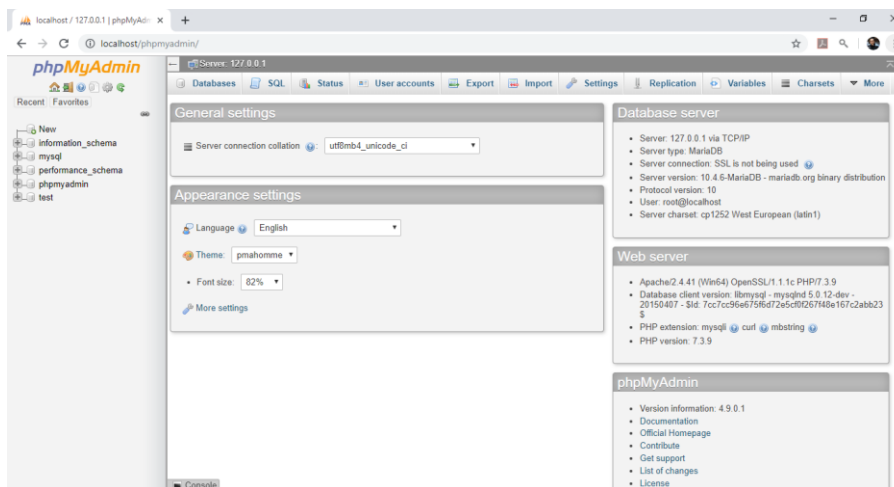 localhost / 127.0.0.1 | phpMyAdm
localhost/phpmyadmin/
phpMyAdmin
Recent Favorites
New
information_schema
mysql
performance_schema
phpmyadmin
test
Server: 127.0.0.1
Databases SQL Status User accounts Export Import Settings Replication Variables Charsets More
General settings
Server connection collation : utf8mb4_unicode_ci
Appearance settings
Language English
Theme: pmahomme
Font size: 82%
More settings
Console
Database server
Server: 127.0.0.1 via TCP/IP
Server type: MariaDB
Server connection: SSL is not being used
Server version: 10.4.6-MariaDB - mariadb.org binary distribution
Protocol version: 10
User: root@localhost
Server charset: cp1252 West European (latin1)
Web server
Apache/2.4.41 (Win64) OpenSSL/1.1.1c PHP/7.3.9
Database client version: libmysql - mysqlnd 5.0.12-dev -
20150407 - $Id: 7cc7cc96e675f6d72e5cf0f267f48e167c2abb23
$
PHP extension: mysqli curl mbstring
PHP version: 7.3.9
phpMyAdmin
Version information: 4.9.0.1
Documentation
Official Homepage
Contribute
Get support
List of changes
License